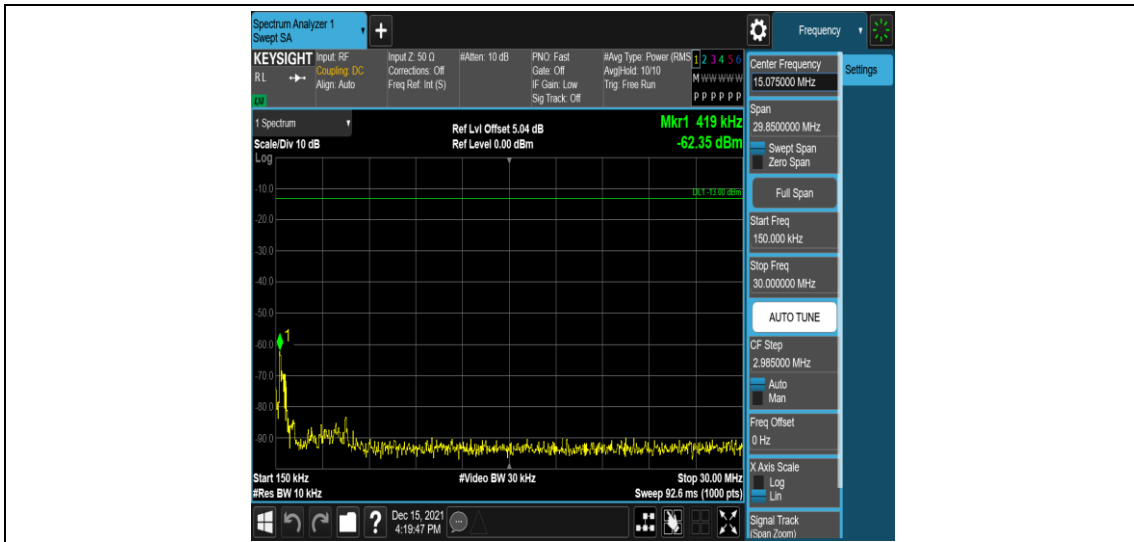 Spectrum Analyzer 1
Swept SA
+
Frequency
KEYSIGHT
RL
LXI
Input: RF
Coupling: DC
Align: Auto
Input Z: 50 Ω
Corrections: Off
Freq Ref: Int (S)
#Atten: 10 dB
PNO: Fast
Gate: Off
IF Gain: Low
Sig Track: Off
#Avg Type: Power (RMS
Avg|Hold: 10/10
Trig: Free Run
1 2 3 4 5 6
M W W W W W
P P P P P P
Center Frequency
15.075000 MHz
Settings
1 Spectrum
Scale/Div 10 dB
Log
Ref Lvl Offset 5.04 dB
Ref Level 0.00 dBm
Mkr1 419 kHz
-62.35 dBm
DL1 -13.00 dBm
-10.0
-20.0
-30.0
-40.0
-50.0
-60.0
-70.0
-80.0
-90.0
1
Start 150 kHz
#Res BW 10 kHz
#Video BW 30 kHz
Stop 30.00 MHz
Sweep 92.6 ms (1000 pts)
Span
29.8500000 MHz
Swept Span
Zero Span
Full Span
Start Freq
150.000 kHz
Stop Freq
30.000000 MHz
AUTO TUNE
CF Step
2.985000 MHz
Auto
Man
Freq Offset
0 Hz
X Axis Scale
Log
Lin
Signal Track
(Span Zoom)
?
Dec 15, 2021
4:19:47 PM